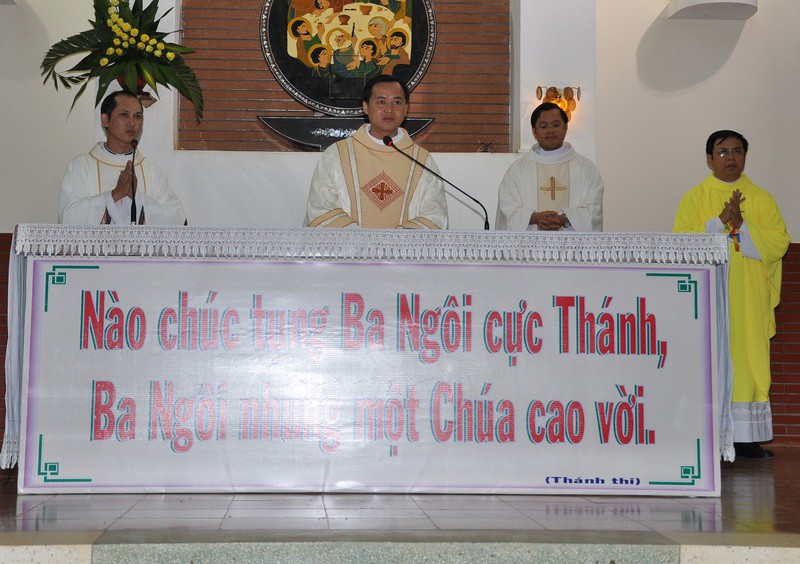 Nào chúc tụng Ba Ngôi cực Thánh,
Ba Ngôi nhưng một Chúa cao vời.
(Thánh thi)